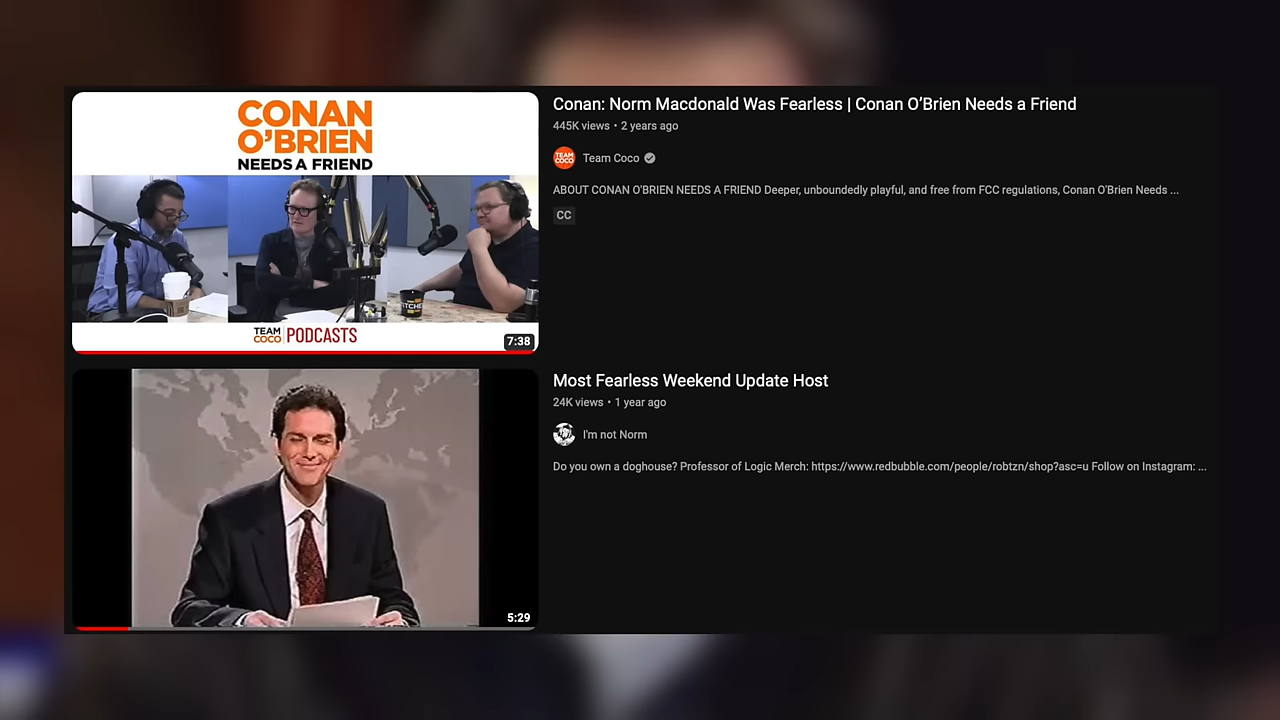 CONAN
O'BRIEN
NEEDS A FRIEND
TEAM COCO PODCASTS
7:38
Conan: Norm Macdonald Was Fearless | Conan O'Brien Needs a Friend
445K views • 2 years ago
TEAM COCO
Team Coco
ABOUT CONAN O'BRIEN NEEDS A FRIEND Deeper, unboundedly playful, and free from FCC regulations, Conan O'Brien Needs ...
CC
5:29
Most Fearless Weekend Update Host
24K views • 1 year ago
I'm not Norm
Do you own a doghouse? Professor of Logic Merch: https://www.redbubble.com/people/robtzn/shop?asc=u Follow on Instagram: ...